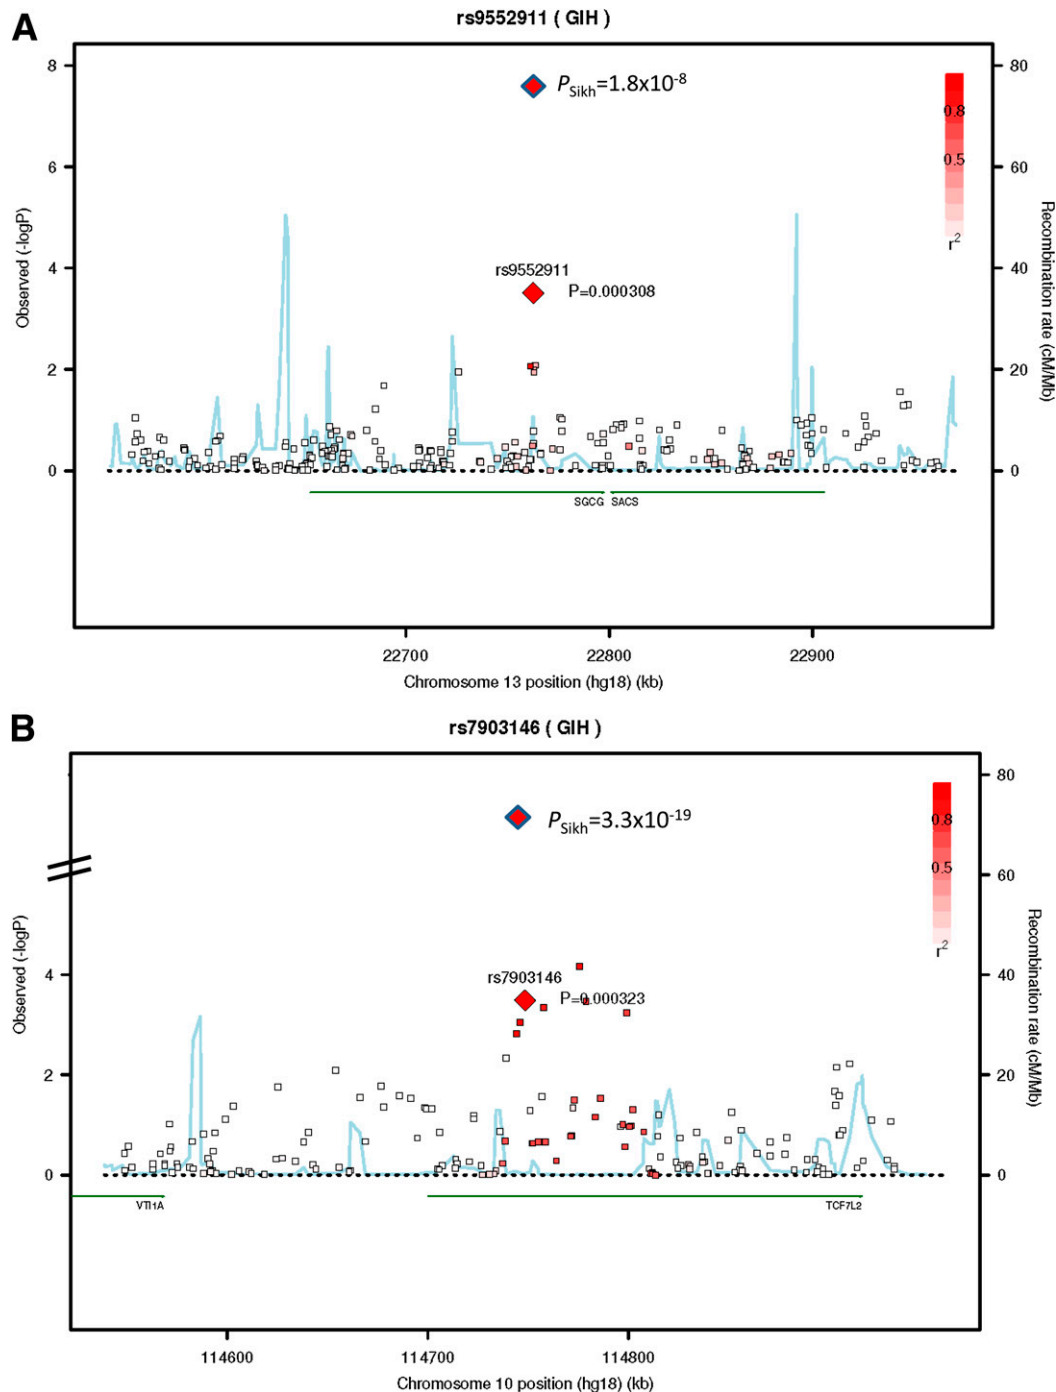 A
rs9552911 ( GIH )
8
6
4
2
0
Observed (-logP)
80
60
40
20
0
Recombination rate (cM/Mb)
P_Sikh=1.8x10^-8
0.8
0.5
r^2
rs9552911
P=0.000308
SGCG SACS
22700 22800 22900
Chromosome 13 position (hg18) (kb)
B
rs7903146 ( GIH )
4
2
0
Observed (-logP)
80
60
40
20
0
Recombination rate (cM/Mb)
P_Sikh=3.3x10^-19
0.8
0.5
r^2
rs7903146
P=0.000323
VTI1A
TCF7L2
114600 114700 114800
Chromosome 10 position (hg18) (kb)